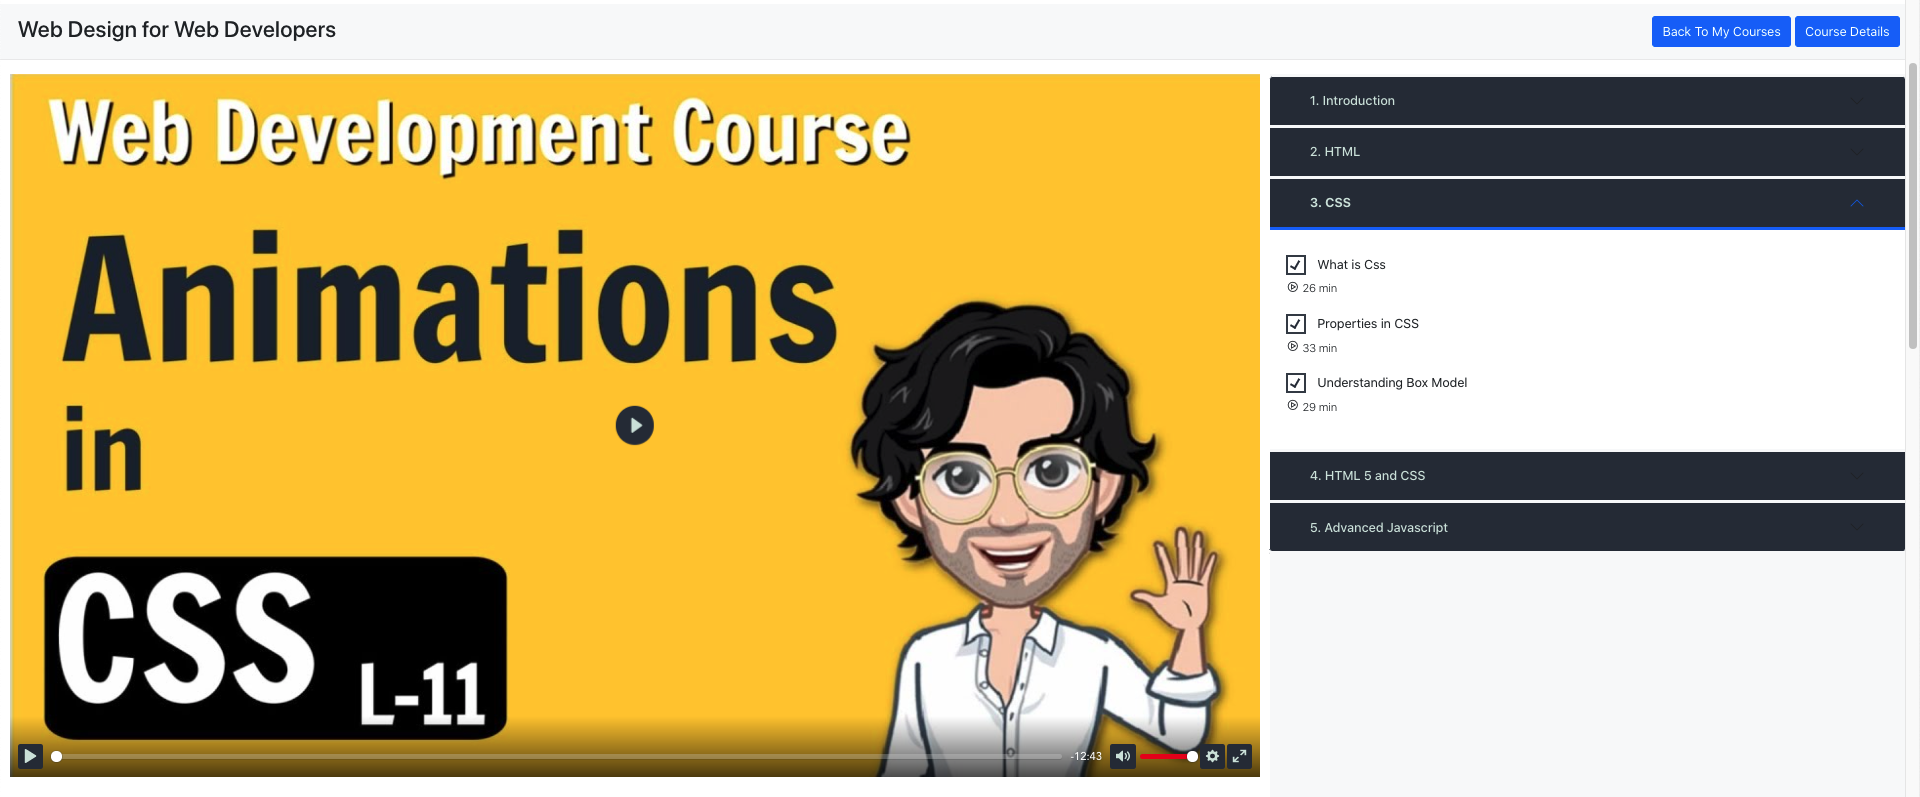 Web Design for Web Developers
Back To My Courses
Course Details
Web Development Course
Animations
in
CSS L-11
-12:43
1. Introduction
2. HTML
3. CSS
What is Css
26 min
Properties in CSS
33 min
Understanding Box Model
29 min
4. HTML 5 and CSS
5. Advanced Javascript